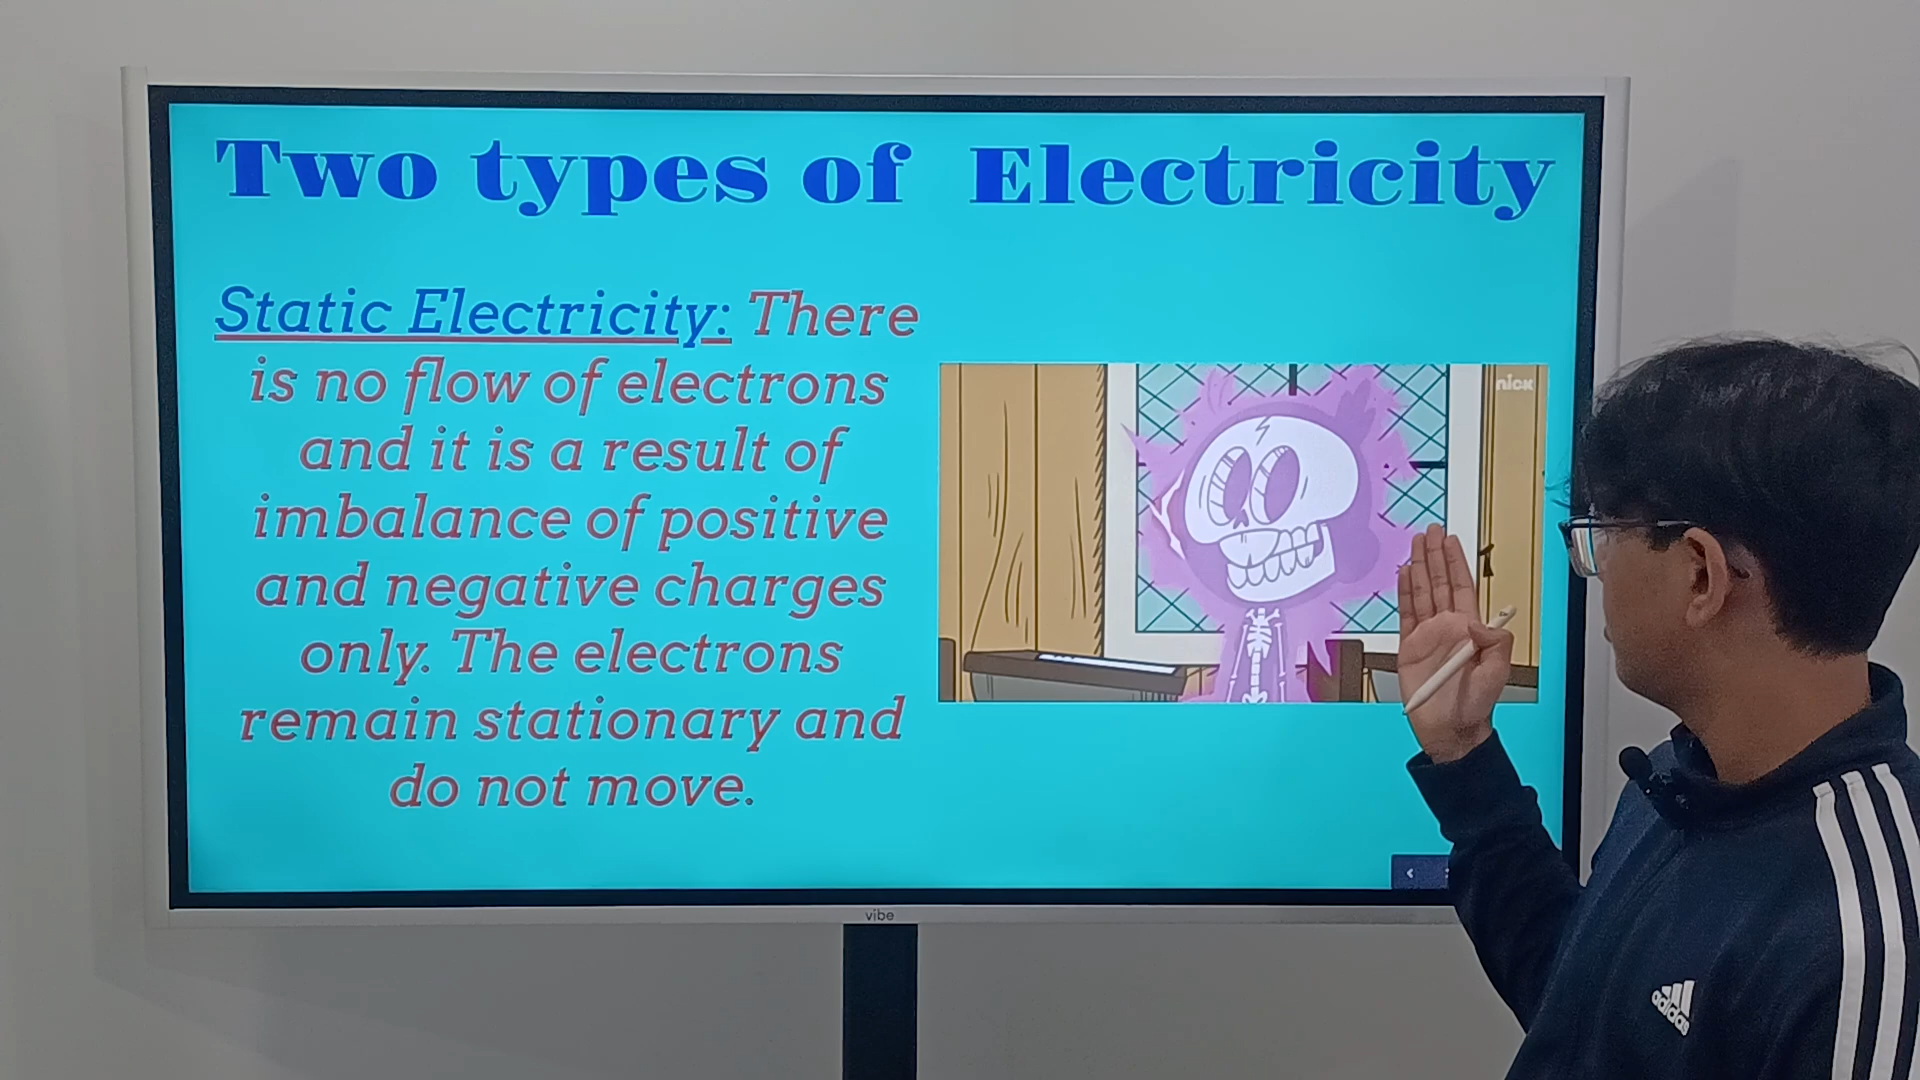 Two types of Electricity
Static Electricity: There
is no flow of electrons
and it is a result of
imbalance of positive
and negative charges
only. The electrons
remain stationary and
do not move.
nick
vibe
adidas